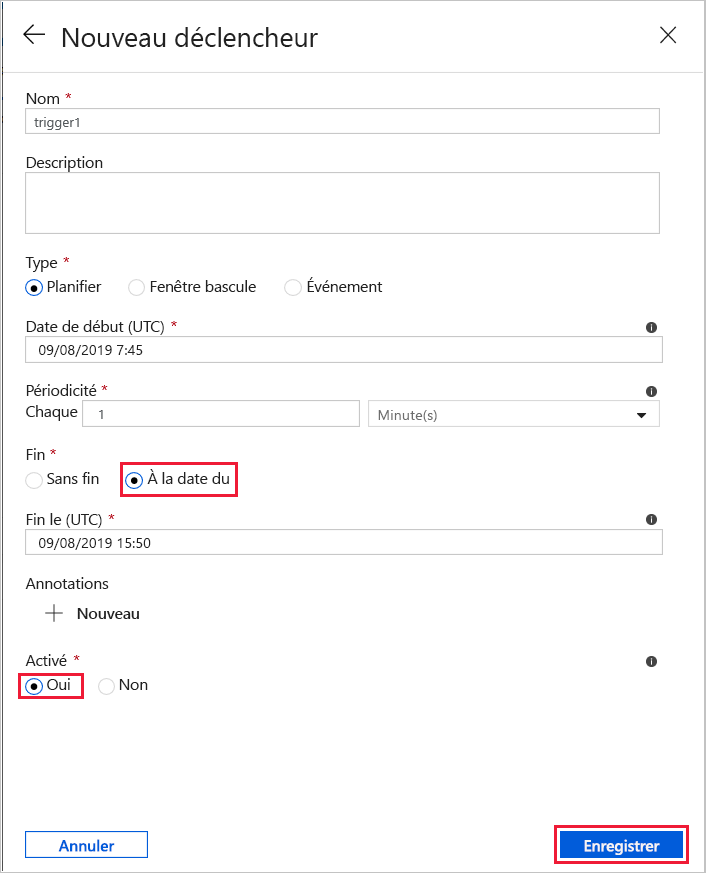 Nouveau déclencheur
Nom *
trigger1
Description
Type *
Planifier Fenêtre bascule Événement
Date de début (UTC) *
09/08/2019 7:45
Périodicité *
Chaque 1 Minute(s)
Fin *
Sans fin À la date du
Fin le (UTC) *
09/08/2019 15:50
Annotations
Nouveau
Activé *
Oui Non
Annuler Enregistrer